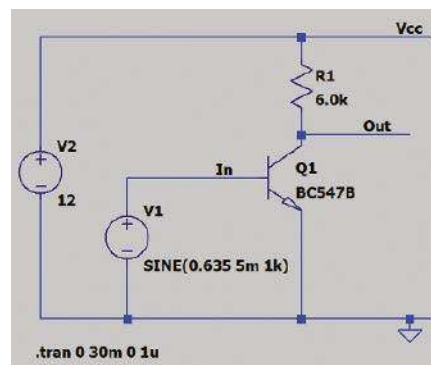 Vcc
R1
6.0k
Out
V2
In
Q1
BC547B
12
V1
SINE(0.635 5m 1k)
.tran 0 30m 0 1u